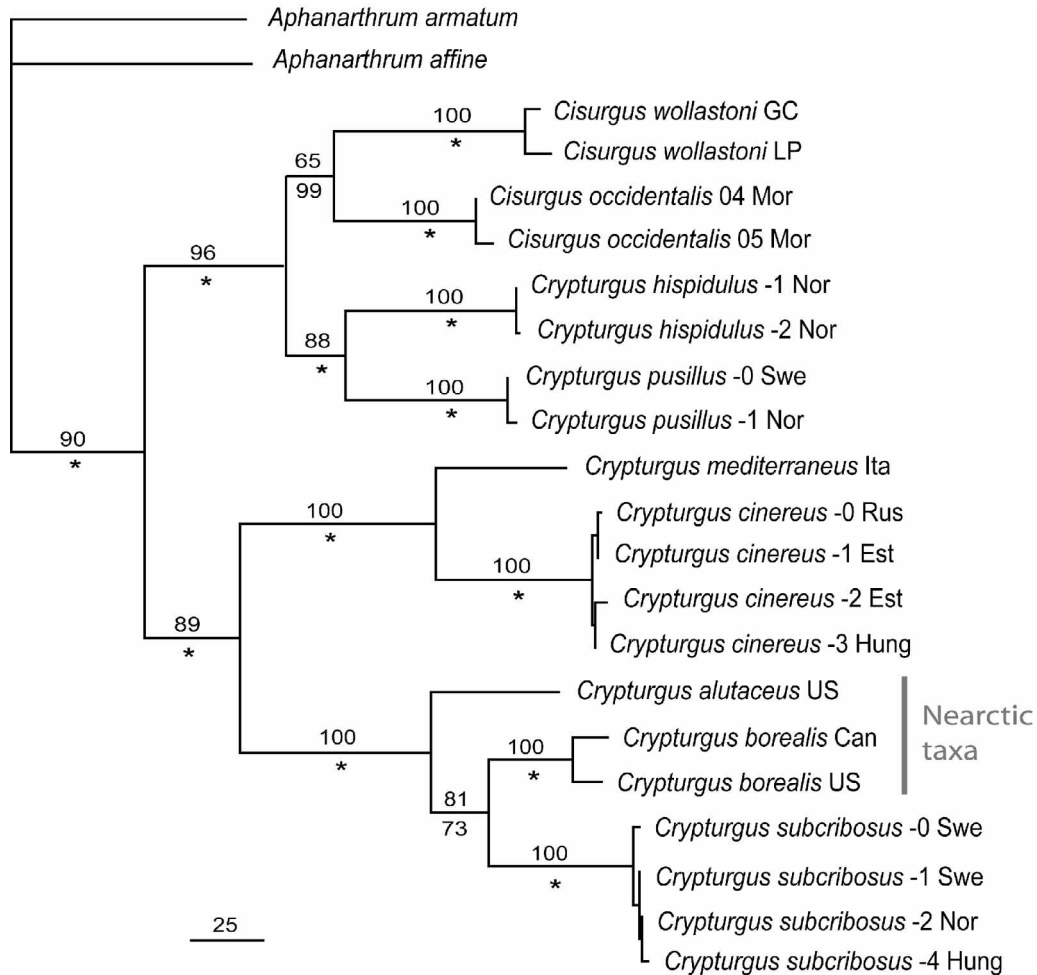 Aphanarthrum armatum
Aphanarthrum affine
100
*
Cisurgus wollastoni GC
Cisurgus wollastoni LP
65
99
100
*
Cisurgus occidentalis 04 Mor
Cisurgus occidentalis 05 Mor
96
*
100
*
Crypturgus hispidulus -1 Nor
Crypturgus hispidulus -2 Nor
88
*
100
*
Crypturgus pusillus -0 Swe
Crypturgus pusillus -1 Nor
90
*
Crypturgus mediterraneus Ita
100
*
Crypturgus cinereus -0 Rus
Crypturgus cinereus -1 Est
100
*
Crypturgus cinereus -2 Est
Crypturgus cinereus -3 Hung
89
*
Crypturgus alutaceus US
Nearctic
taxa
100
*
100
*
Crypturgus borealis Can
Crypturgus borealis US
81
73
Crypturgus subcribosus -0 Swe
100
*
Crypturgus subcribosus -1 Swe
Crypturgus subcribosus -2 Nor
Crypturgus subcribosus -4 Hung
25